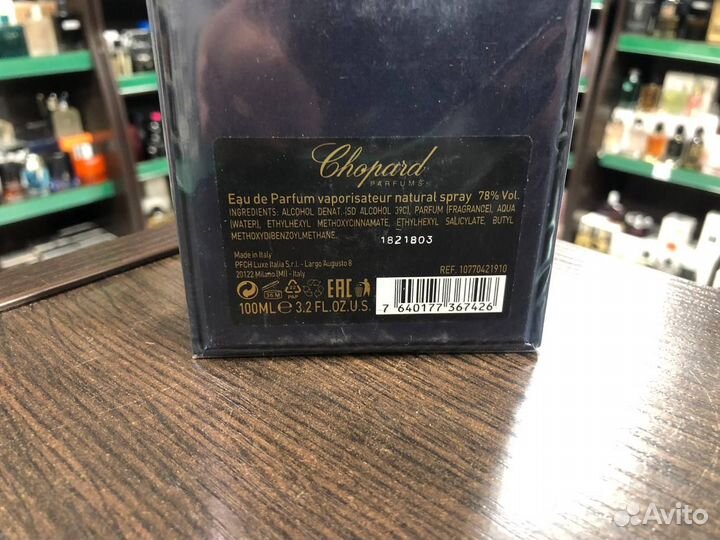 Chopard
PARFUMS
Eau de Parfum vaporisateur natural spray 78% Vol.
INGREDIENTS: ALCOHOL DENAT. (SD ALCOHOL 39C), PARFUM (FRAGRANCE), AQUA
(WATER), ETHYLHEXYL METHOXYCINNAMATE, ETHYLHEXYL SALICYLATE, BUTYL
METHOXYDIBENZOYLMETHANE.
1821803
Made in Italy
PFCH Luxe Italia S.r.l. - Largo Augusto 8
20122 Milano (MI) - Italy
REF. 10770421910
36 M
PAP
EAC
100ML e 3.2 FL.OZ.U.S.
7 640177 367426
Avito